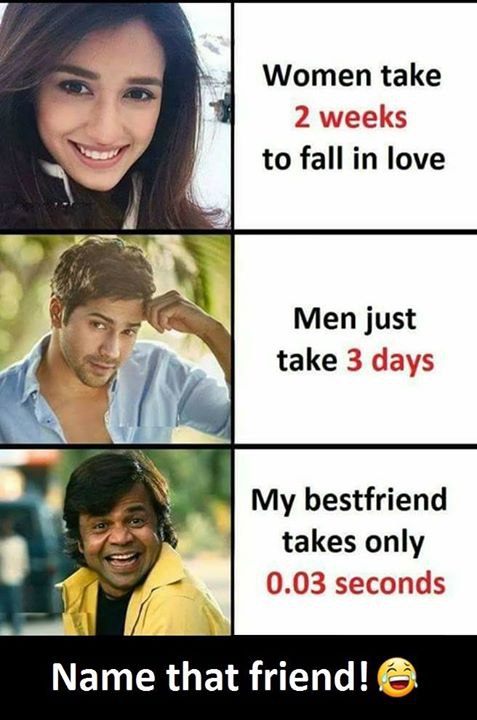 Women take
2 weeks
to fall in love
Men just
take 3 days
My bestfriend
takes only
0.03 seconds
Name that friend! 😂